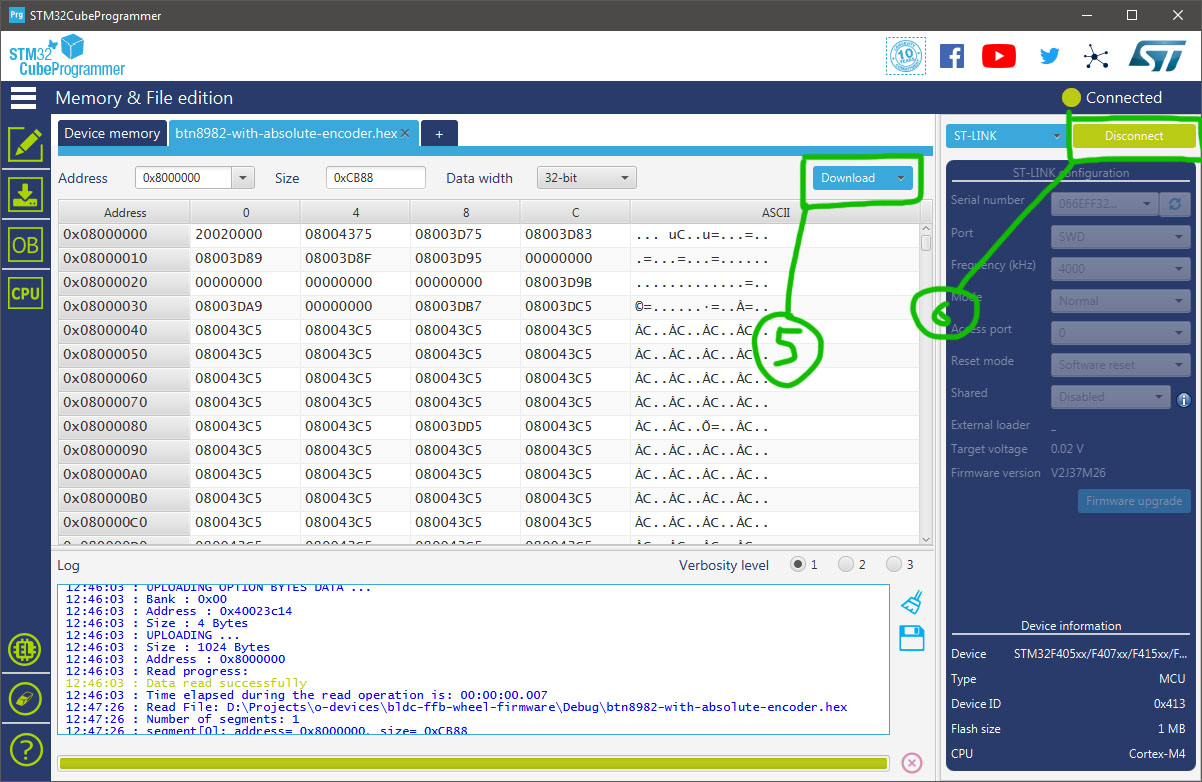 Prg STM32CubeProgrammer
STM32
CubeProgrammer
10
YEARS
ST
Memory & File edition
Connected
Device memory
btn8982-with-absolute-encoder.hex ×
+
ST-LINK
Disconnect
Address 0x8000000 Size 0xCB88 Data width 32-bit
Download
Address 0 4 8 C ASCII
0x08000000 20020000 08004375 08003D75 08003D83 ... uC..u=...=..
0x08000010 08003D89 08003D8F 08003D95 00000000 .=...=...=......
0x08000020 00000000 00000000 00000000 08003D9B .............=..
0x08000030 08003DA9 00000000 08003DB7 08003DC5 ©=......·=..Å=..
0x08000040 080043C5 080043C5 080043C5 080043C5 ÅC..ÅC..ÅC..ÅC..
0x08000050 080043C5 080043C5 080043C5 080043C5 ÅC..ÅC..ÅC..ÅC..
0x08000060 080043C5 080043C5 080043C5 080043C5 ÅC..ÅC..ÅC..ÅC..
0x08000070 080043C5 080043C5 080043C5 080043C5 ÅC..ÅC..ÅC..ÅC..
0x08000080 080043C5 080043C5 08003DD5 080043C5 ÅC..ÅC..Õ=..ÅC..
0x08000090 080043C5 080043C5 080043C5 080043C5 ÅC..ÅC..ÅC..ÅC..
0x080000A0 080043C5 080043C5 080043C5 080043C5 ÅC..ÅC..ÅC..ÅC..
0x080000B0 080043C5 080043C5 080043C5 080043C5 ÅC..ÅC..ÅC..ÅC..
0x080000C0 080043C5 080043C5 080043C5 080043C5 ÅC..ÅC..ÅC..ÅC..
0x080000D0 080043C5 080043C5 080043C5 080043C5 ÅC..ÅC..ÅC..ÅC..
5
6
OB
CPU
?
ST-LINK configuration
Serial number 066EFF32...
Port SWD
Frequency (kHz) 4000
Mode Normal
Access port 0
Reset mode Software reset
Shared Disabled
External loader _
Target voltage 0.02 V
Firmware version V2J37M26
Firmware upgrade
Log
Verbosity level 1 2 3
12:46:03 : UPLOADING OPTION BYTES DATA ...
12:46:03 : Bank : 0x00
12:46:03 : Address : 0x40023c14
12:46:03 : Size : 4 Bytes
12:46:03 : UPLOADING ...
12:46:03 : Size : 1024 Bytes
12:46:03 : Address : 0x8000000
12:46:03 : Read progress:
12:46:03 : Data read successfully
12:46:03 : Time elapsed during the read operation is: 00:00:00.007
12:47:26 : Read File: D:\Projects\o-devices\bldc-ffb-wheel-firmware\Debug\btn8982-with-absolute-encoder.hex
12:47:26 : Number of segments: 1
12:47:26 : segment[0]: address= 0x8000000, size= 0xCB88
Device information
Device STM32F405xx/F407xx/F415xx/F...
Type MCU
Device ID 0x413
Flash size 1 MB
CPU Cortex-M4